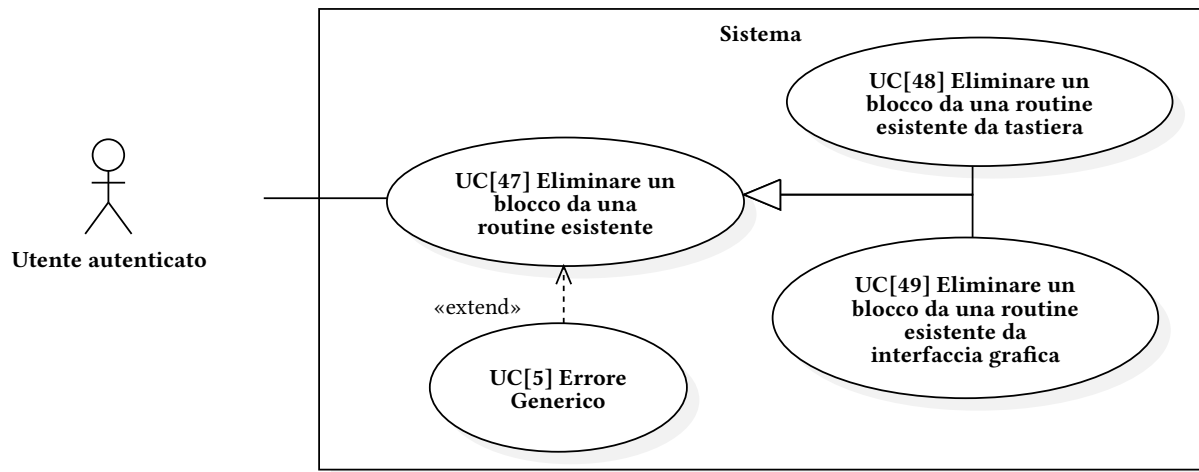 Sistema
UC[48] Eliminare un
blocco da una routine
esistente da tastiera
UC[47] Eliminare un
blocco da una
routine esistente
Utente autenticato
UC[49] Eliminare un
blocco da una routine
esistente da
interfaccia grafica
«extend»
UC[5] Errore
Generico